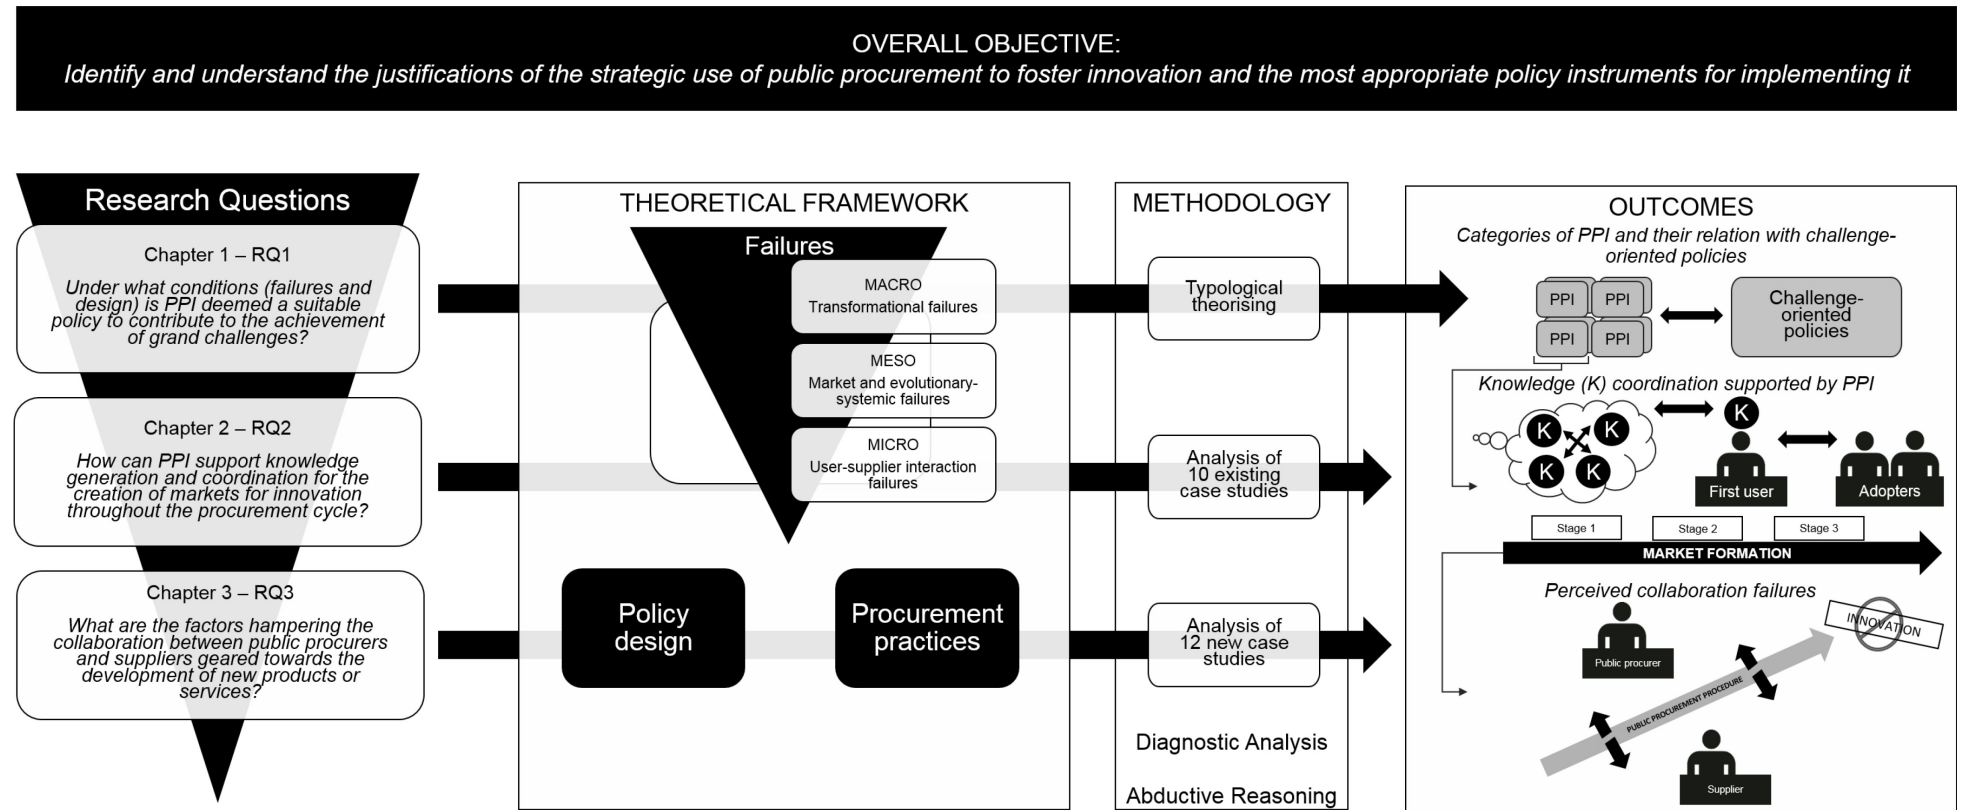 OVERALL OBJECTIVE:
Identify and understand the justifications of the strategic use of public procurement to foster innovation and the most appropriate policy instruments for implementing it
Research Questions
Chapter 1 – RQ1
Under what conditions (failures and
design) is PPI deemed a suitable
policy to contribute to the achievement
of grand challenges?
Chapter 2 – RQ2
How can PPI support knowledge
generation and coordination for the
creation of markets for innovation
throughout the procurement cycle?
Chapter 3 – RQ3
What are the factors hampering the
collaboration between public procurers
and suppliers geared towards the
development of new products or
services?
THEORETICAL FRAMEWORK
Failures
MACRO
Transformational failures
MESO
Market and evolutionary-
systemic failures
MICRO
User-supplier interaction
failures
Policy
design
Procurement
practices
METHODOLOGY
Typological
theorising
Analysis of
10 existing
case studies
Analysis of
12 new case
studies
Diagnostic Analysis
Abductive Reasoning
OUTCOMES
Categories of PPI and their relation with challenge-
oriented policies
PPI PPI
PPI PPI
Challenge-
oriented
policies
Knowledge (K) coordination supported by PPI
K K
K K
K
First user
Adopters
Stage 1
Stage 2
Stage 3
MARKET FORMATION
Perceived collaboration failures
INNOVATION
Public procurer
PUBLIC PROCUREMENT PROCEDURE
Supplier